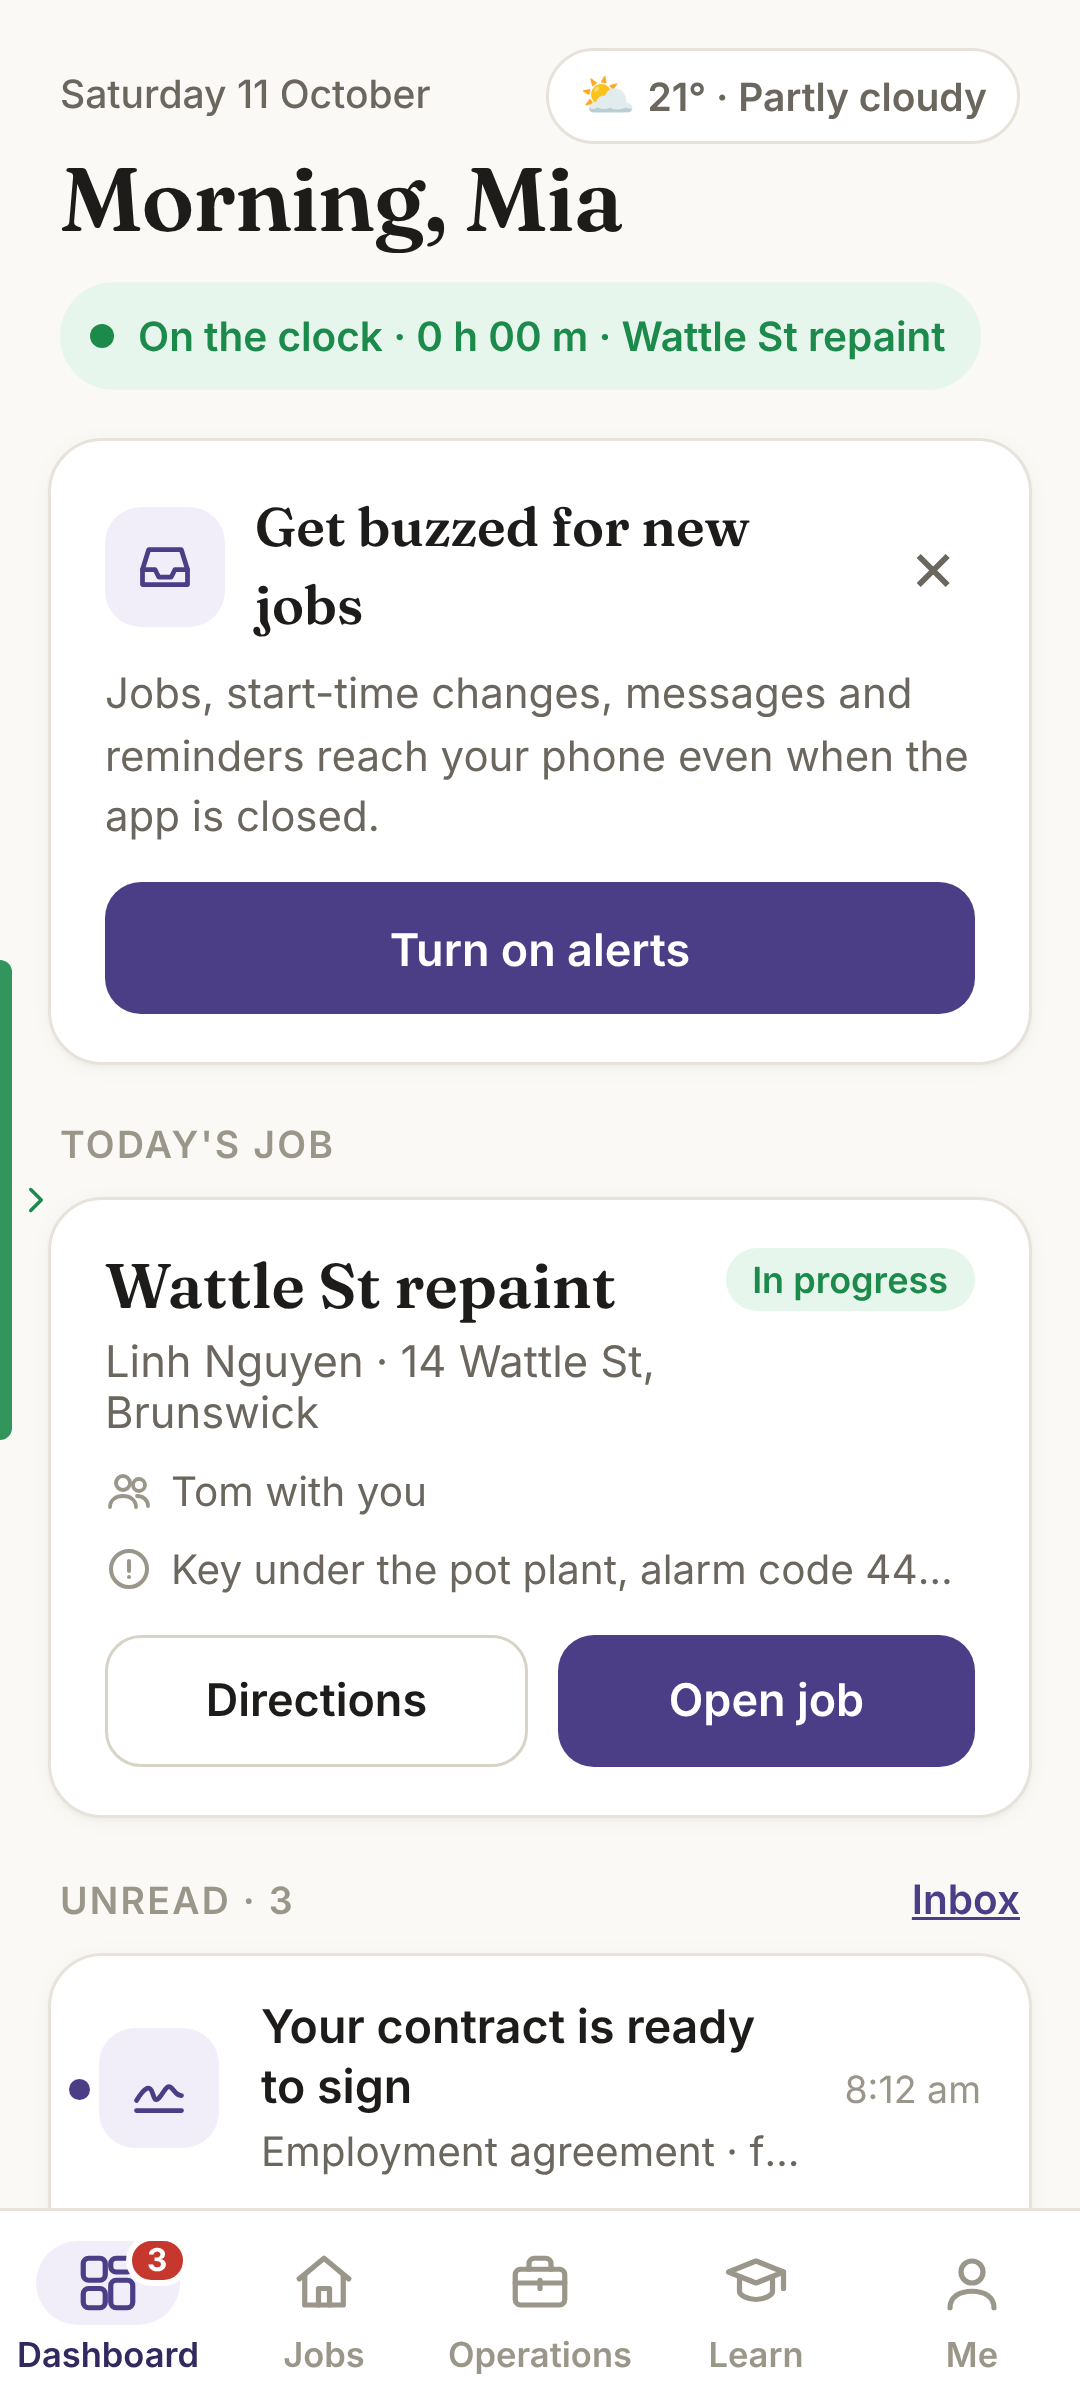 Saturday 11 October
21° · Partly cloudy
Morning, Mia
On the clock · 0 h 00 m · Wattle St repaint
Get buzzed for new
jobs
Jobs, start-time changes, messages and
reminders reach your phone even when the
app is closed.
Turn on alerts
TODAY'S JOB
Wattle St repaint
In progress
Linh Nguyen · 14 Wattle St,
Brunswick
Tom with you
Key under the pot plant, alarm code 44...
Directions
Open job
UNREAD · 3
Inbox
Your contract is ready
to sign
8:12 am
Employment agreement · f...
3
Dashboard
Jobs
Operations
Learn
Me